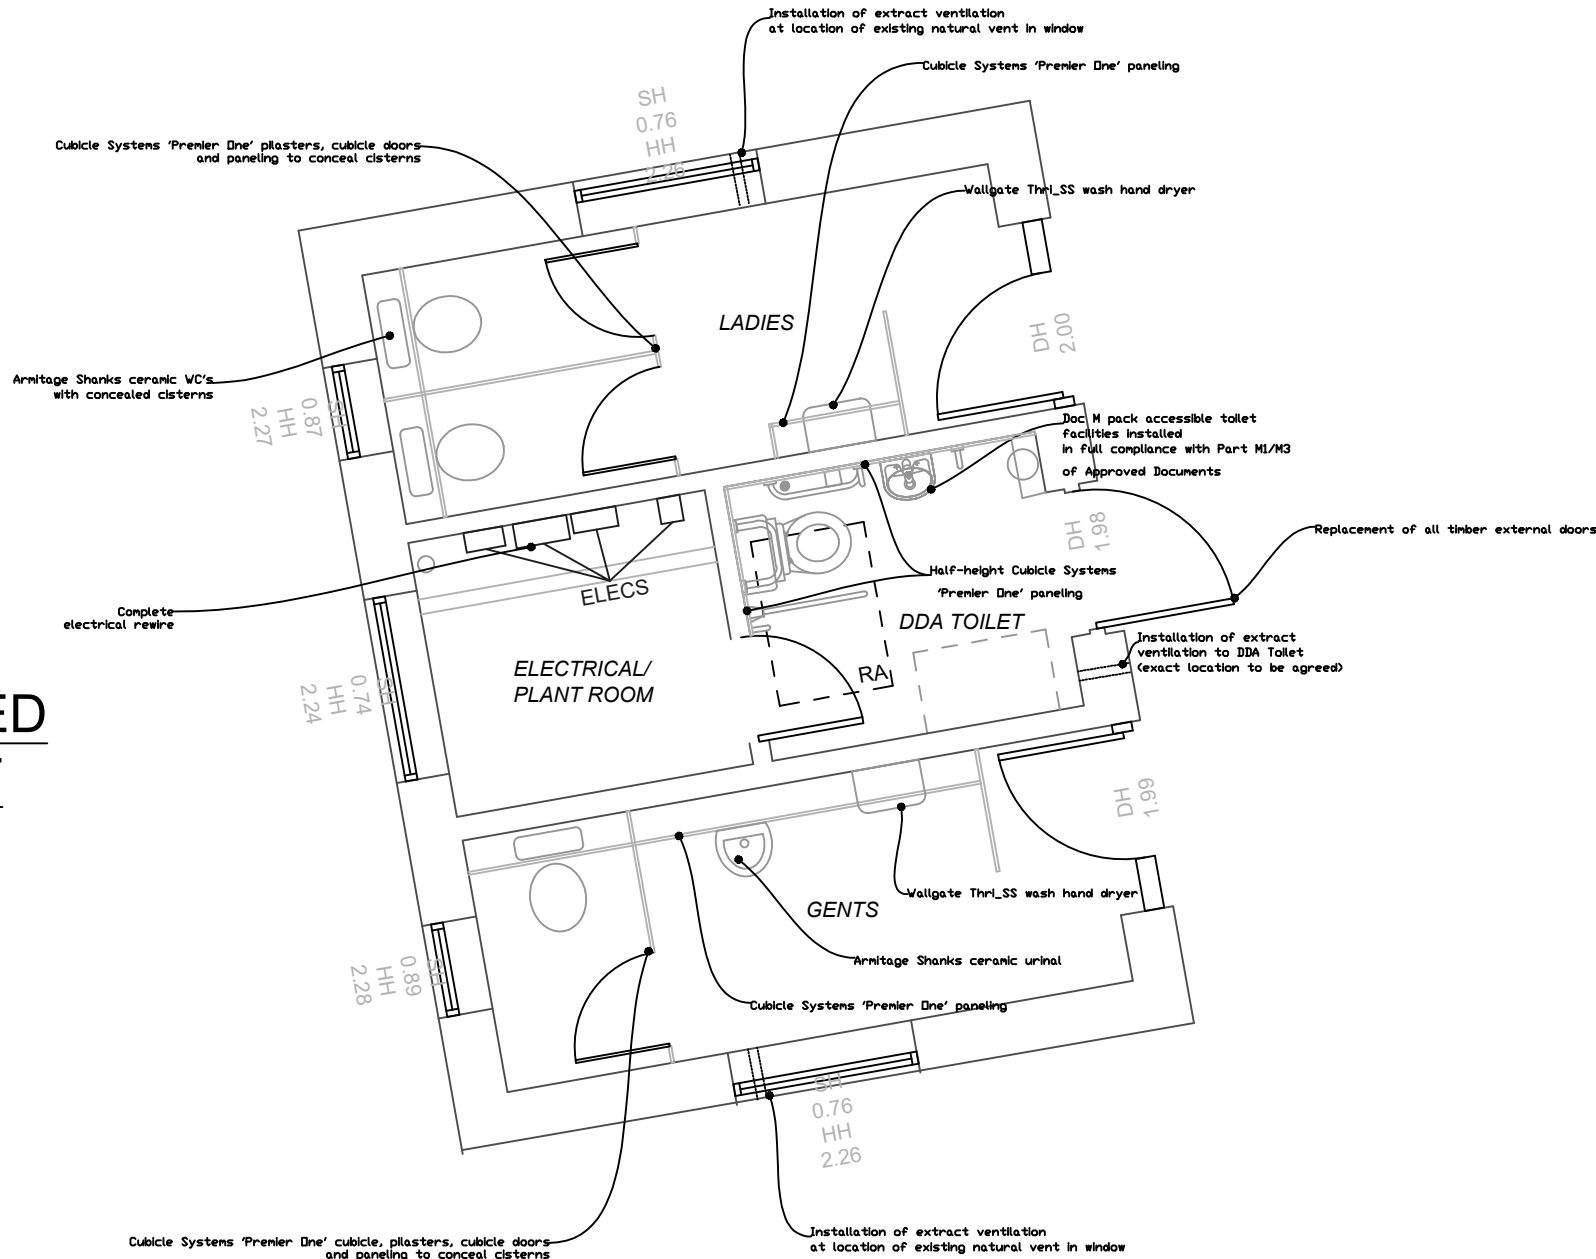 Installation of extract ventilation
at location of existing natural vent in window
Cubicle Systems 'Premier One' paneling
SH
0.76
HH
2.26
Cubicle Systems 'Premier One' pilasters, cubicle doors
and paneling to conceal cisterns
Wallgate Thri_SS wash hand dryer
LADIES
DH
2.00
Armitage Shanks ceramic WC's
with concealed cisterns
SH
0.87
HH
2.27
Doc M pack accessible toilet
facilities installed
in full compliance with Part M1/M3
of Approved Documents
DH
1.98
Replacement of all timber external doors
Half-height Cubicle Systems
'Premier One' paneling
ELECS
Complete
electrical rewire
DDA TOILET
Installation of extract
ventilation to DDA Toilet
(exact location to be agreed)
ELECTRICAL/
PLANT ROOM
RA
SH
0.74
HH
2.24
ED
DH
1.99
Wallgate Thri_SS wash hand dryer
GENTS
Armitage Shanks ceramic urinal
SH
0.89
HH
2.28
Cubicle Systems 'Premier One' paneling
SH
0.76
HH
2.26
Cubicle Systems 'Premier One' cubicle, pilasters, cubicle doors
and paneling to conceal cisterns
Installation of extract ventilation
at location of existing natural vent in window